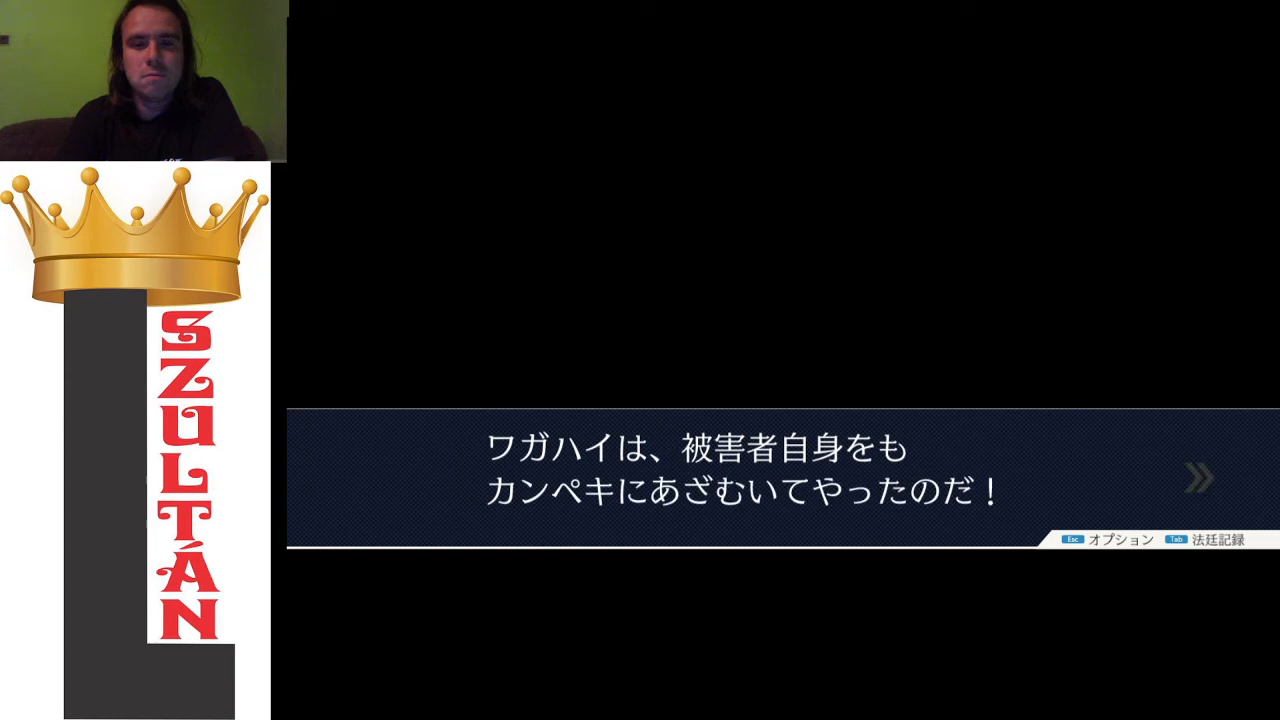 SZULTÁN
L
ワガハイは、被害者自身をも
カンペキにあざむいてやったのだ！
Esc オプション Tab 法廷記録